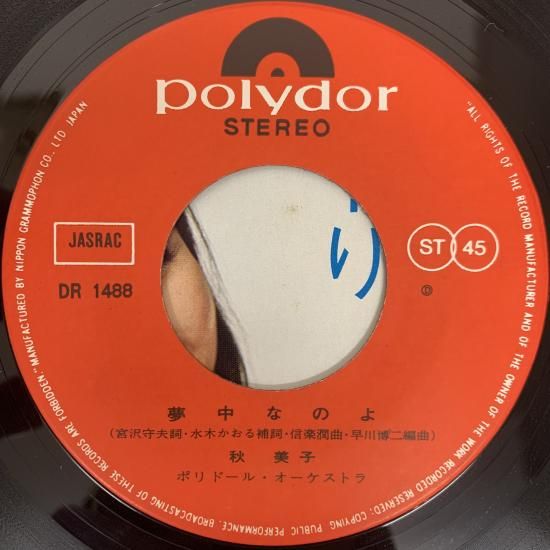 polydor
STEREO
JASRAC
DR 1488
ST 45
Ⓓ
り
夢中なのよ
(宮沢守夫詞・水木かおる補詞・信楽潤曲・早川博二編曲)
秋 美子
ポリドール・オーケストラ
"ALL RIGHTS OF THE RECORD MANUFACTURER AND OF THE OWNER OF THE RECORDED WORK RESERVED. COPYING PUBLIC PERFORMANCE. BROADCASTING OF THESE RECORDS ARE FORBIDDEN" MANUFACTURED BY NIPPON GRAMMOPHON CO. LTD JAPAN